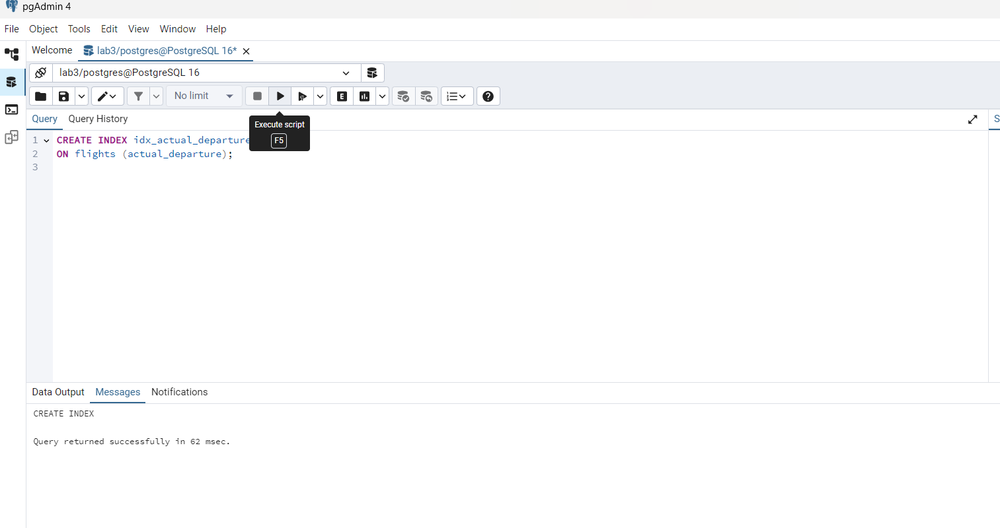 pgAdmin 4
File Object Tools Edit View Window Help
Welcome lab3/postgres@PostgreSQL 16*
lab3/postgres@PostgreSQL 16
No limit
E
Query Query History
S
Execute script
F5
1 CREATE INDEX idx_actual_departure
2 ON flights (actual_departure);
3
Data Output Messages Notifications
CREATE INDEX
Query returned successfully in 62 msec.